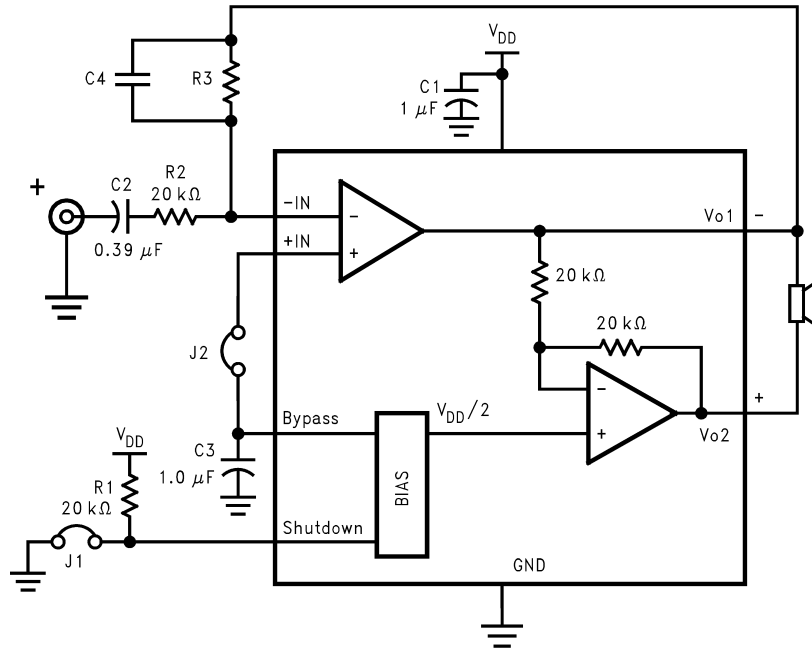 V_DD
C4
R3
C1
1 μF
+
C2
R2
20 kΩ
0.39 μF
-IN
+IN
-
+
Vo1
-
20 kΩ
20 kΩ
J2
-
+
+
Vo2
Bypass
V_DD/2
C3
1.0 μF
BIAS
V_DD
R1
20 kΩ
J1
Shutdown
GND